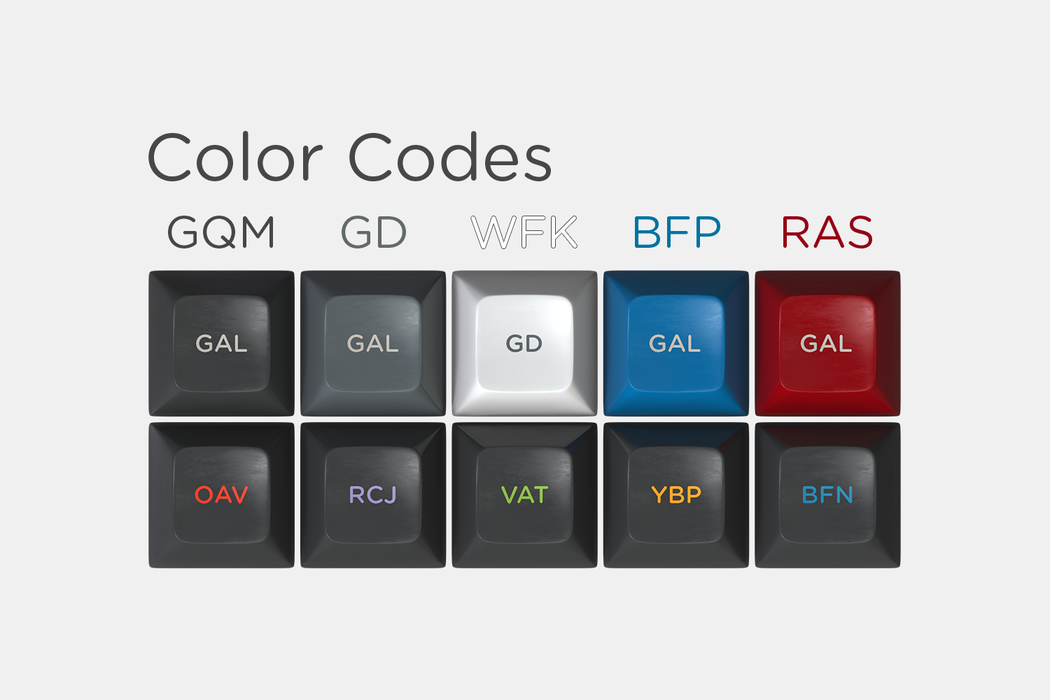 Color Codes
GQM GD WFK BFP RAS
GAL GAL GD GAL GAL
OAV RCJ VAT YBP BFN